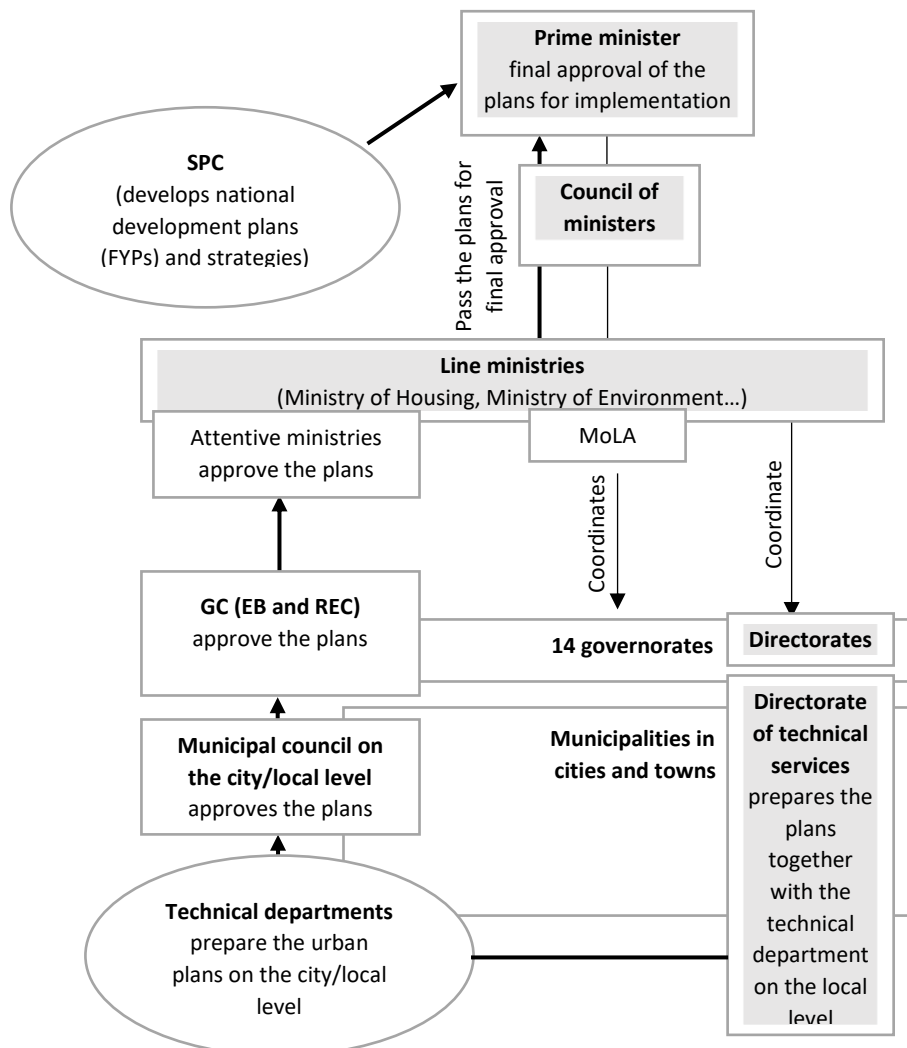 Prime minister
final approval of the
plans for implementation
SPC
(develops national
development plans
(FYPs) and strategies)
Pass the plans for
final approval
Council of
ministers
Line ministries
(Ministry of Housing, Ministry of Environment…)
Attentive ministries
approve the plans
MoLA
Coordinates
Coordinate
GC (EB and REC)
approve the plans
14 governorates
Directorates
Municipal council on
the city/local level
approves the plans
Municipalities in
cities and towns
Directorate
of technical
services
prepares the
plans
together
with the
technical
department
on the local
level
Technical departments
prepare the urban
plans on the city/local
level